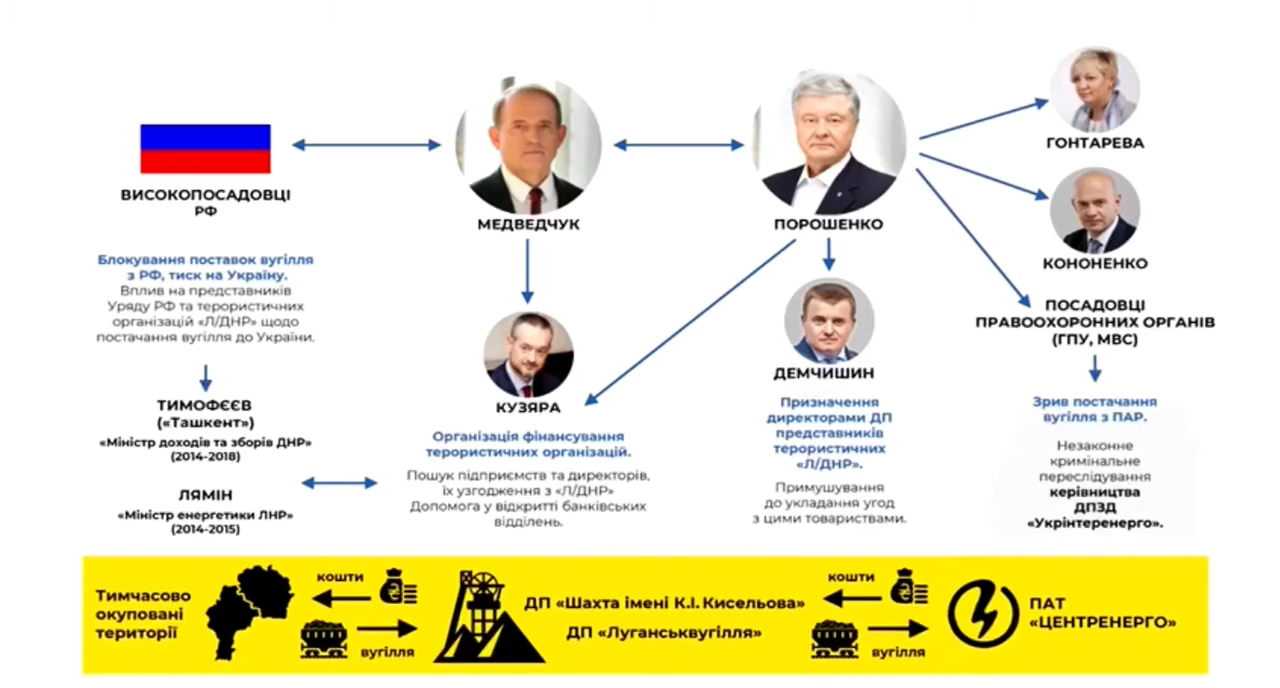 ВИСОКОПОСАДОВЦІ
РФ
Блокування поставок вугілля
з РФ, тиск на Україну.
Вплив на представників
Уряду РФ та терористичних
організацій «Л/ДНР» щодо
постачання вугілля до України.
ТИМОФЄЄВ
(«Ташкент»)
«Міністр доходів та зборів ДНР»
(2014-2018)
ЛЯМІН
«Міністр енергетики ЛНР»
(2014-2015)
МЕДВЕДЧУК
КУЗЯРА
Організація фінансування
терористичних організацій.
Пошук підприємств та директорів,
їх узгодження з «Л/ДНР»
Допомога у відкритті банківських
відділень.
ПОРОШЕНКО
ДЕМЧИШИН
Призначення
директорами ДП
представників
терористичних
«Л/ДНР».
Примушування
до укладання угод
з цими товариствами.
ГОНТАРЕВА
КОНОНЕНКО
ПОСАДОВЦІ
ПРАВООХОРОННИХ ОРГАНІВ
(ГПУ, МВС)
Зрив постачання
вугілля з ПАР.
Незаконне
кримінальне
переслідування
керівництва
ДПЗД
«Укрінтеренерго».
Тимчасово
окуповані
території
кошти
вугілля
ДП «Шахта імені К.І. Кисельова»
ДП «Луганськвугілля»
кошти
вугілля
ПАТ
«ЦЕНТРЕНЕРГО»